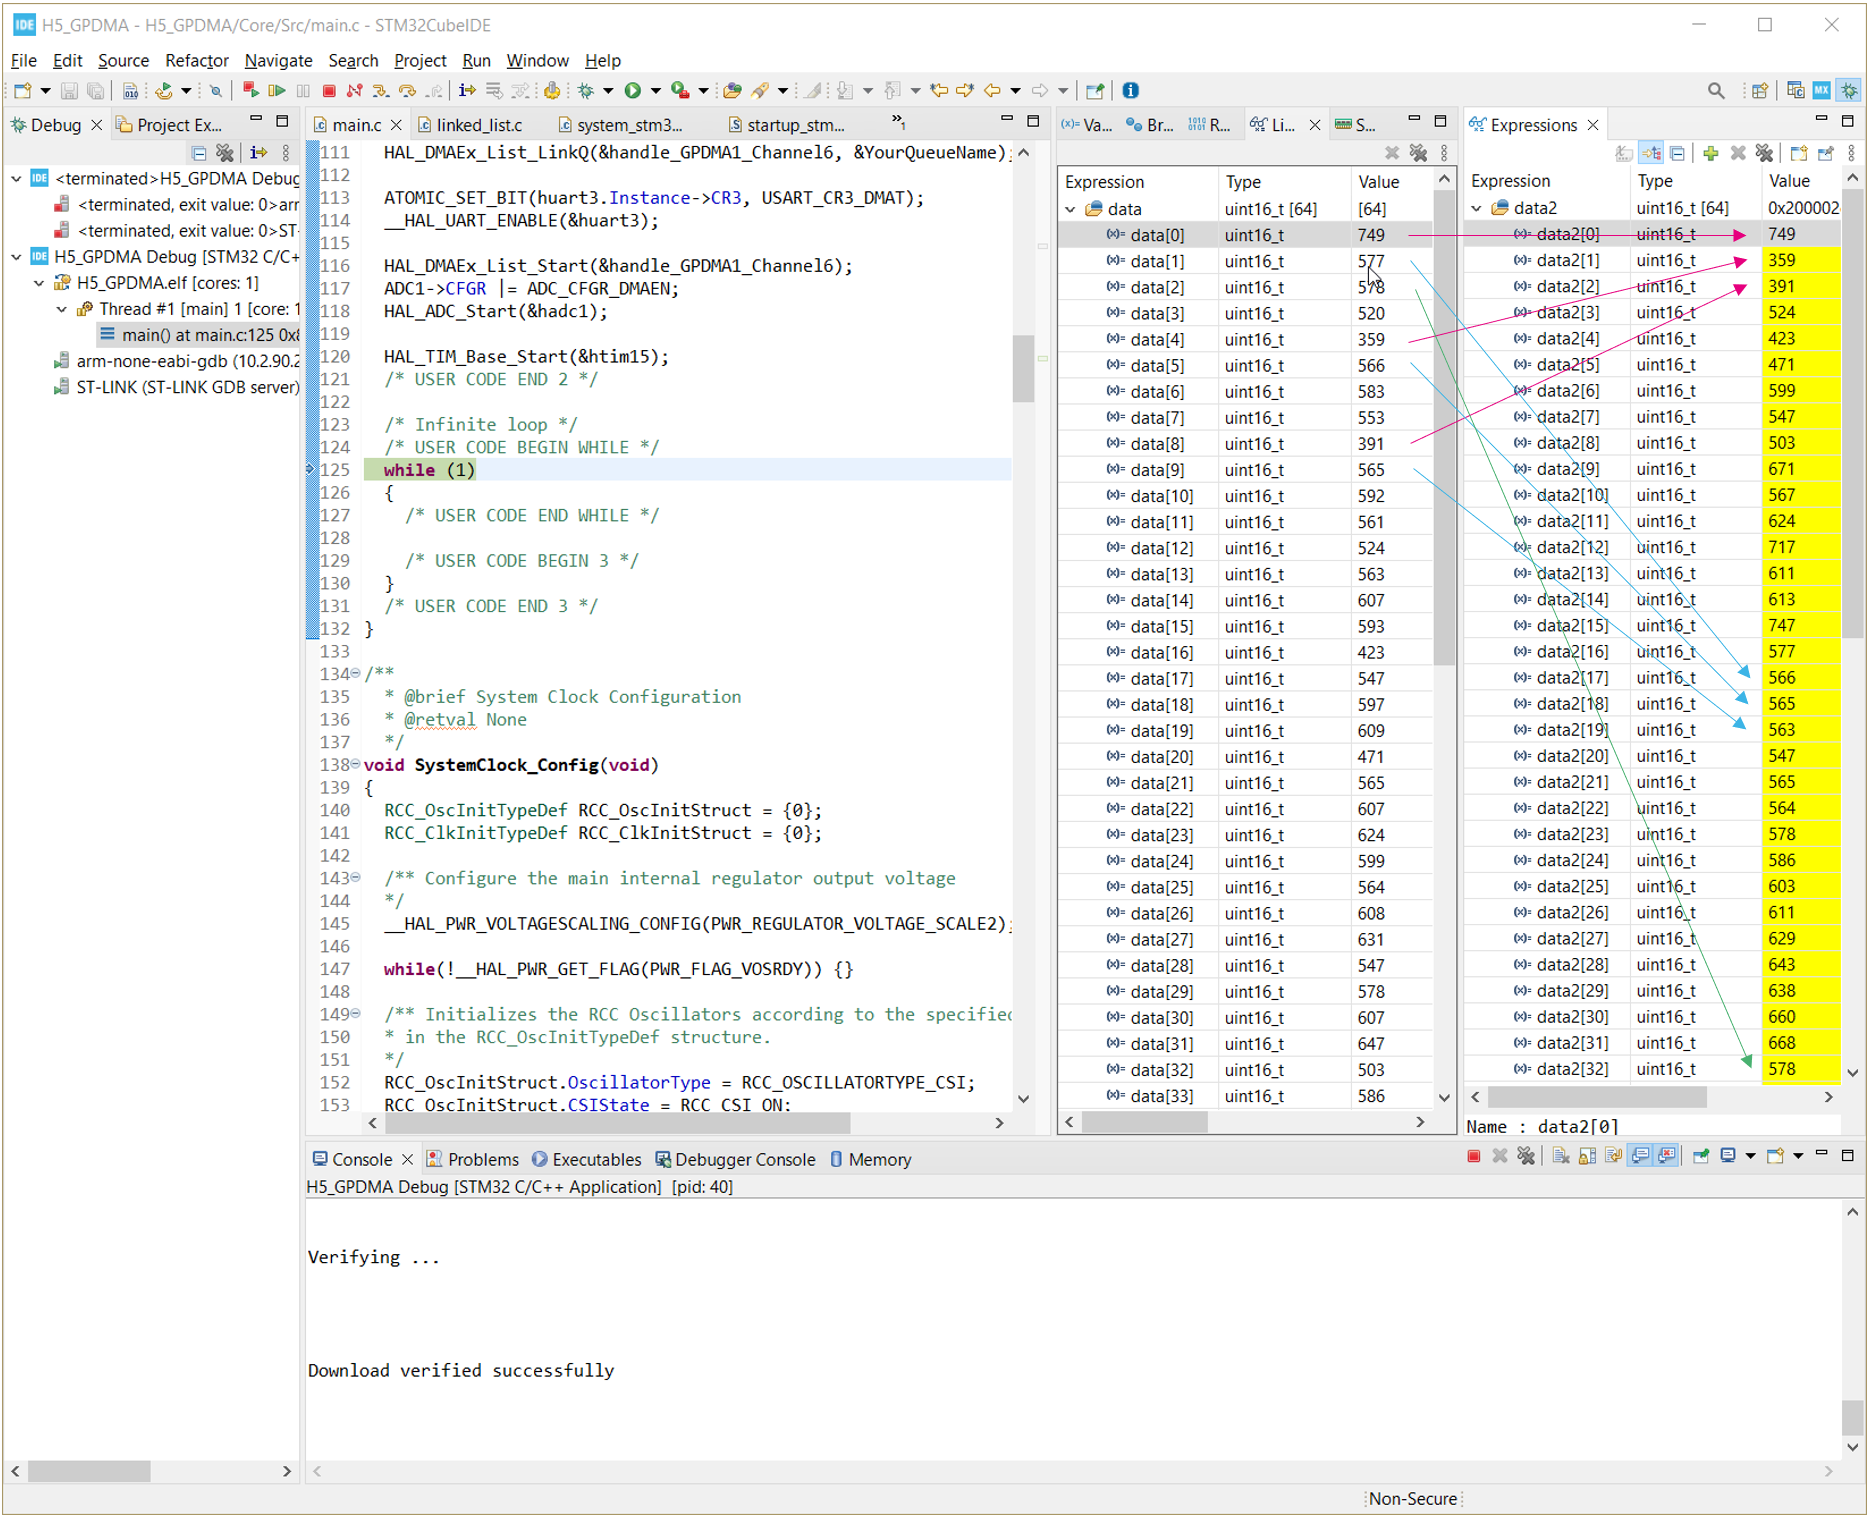 IDE H5_GPDMA - H5_GPDMA/Core/Src/main.c - STM32CubeIDE
File Edit Source Refactor Navigate Search Project Run Window Help
Debug Project Ex...
<terminated>H5_GPDMA Debug
<terminated, exit value: 0>arr
<terminated, exit value: 0>ST-
H5_GPDMA Debug [STM32 C/C+
H5_GPDMA.elf [cores: 1]
Thread #1 [main] 1 [core: 1
main() at main.c:125 0x8
arm-none-eabi-gdb (10.2.90.2
ST-LINK (ST-LINK GDB server)
main.c linked_list.c system_stm3... startup_stm... »1
111 HAL_DMAEx_List_LinkQ(&handle_GPDMA1_Channel6, &YourQueueName);
112
113 ATOMIC_SET_BIT(huart3.Instance->CR3, USART_CR3_DMAT);
114 __HAL_UART_ENABLE(&huart3);
115
116 HAL_DMAEx_List_Start(&handle_GPDMA1_Channel6);
117 ADC1->CFGR |= ADC_CFGR_DMAEN;
118 HAL_ADC_Start(&hadc1);
119
120 HAL_TIM_Base_Start(&htim15);
121 /* USER CODE END 2 */
122
123 /* Infinite loop */
124 /* USER CODE BEGIN WHILE */
125 while (1)
126 {
127 /* USER CODE END WHILE */
128
129 /* USER CODE BEGIN 3 */
130 }
131 /* USER CODE END 3 */
132 }
133
134 /**
135 * @brief System Clock Configuration
136 * @retval None
137 */
138 void SystemClock_Config(void)
139 {
140 RCC_OscInitTypeDef RCC_OscInitStruct = {0};
141 RCC_ClkInitTypeDef RCC_ClkInitStruct = {0};
142
143 /** Configure the main internal regulator output voltage
144 */
145 __HAL_PWR_VOLTAGESCALING_CONFIG(PWR_REGULATOR_VOLTAGE_SCALE2);
146
147 while(!__HAL_PWR_GET_FLAG(PWR_FLAG_VOSRDY)) {}
148
149 /** Initializes the RCC Oscillators according to the specified
150 * in the RCC_OscInitTypeDef structure.
151 */
152 RCC_OscInitStruct.OscillatorType = RCC_OSCILLATORTYPE_CSI;
153 RCC_OscInitStruct.CSIState = RCC_CSI_ON;
Va... Br... R... Li... S...
Expression Type Value
data uint16_t [64] [64]
data[0] uint16_t 749
data[1] uint16_t 577
data[2] uint16_t 578
data[3] uint16_t 520
data[4] uint16_t 359
data[5] uint16_t 566
data[6] uint16_t 583
data[7] uint16_t 553
data[8] uint16_t 391
data[9] uint16_t 565
data[10] uint16_t 592
data[11] uint16_t 561
data[12] uint16_t 524
data[13] uint16_t 563
data[14] uint16_t 607
data[15] uint16_t 593
data[16] uint16_t 423
data[17] uint16_t 547
data[18] uint16_t 597
data[19] uint16_t 609
data[20] uint16_t 471
data[21] uint16_t 565
data[22] uint16_t 607
data[23] uint16_t 624
data[24] uint16_t 599
data[25] uint16_t 564
data[26] uint16_t 608
data[27] uint16_t 631
data[28] uint16_t 547
data[29] uint16_t 578
data[30] uint16_t 607
data[31] uint16_t 647
data[32] uint16_t 503
data[33] uint16_t 586
Expressions
Expression Type Value
data2 uint16_t [64] 0x200002
data2[0] uint16_t 749
data2[1] uint16_t 359
data2[2] uint16_t 391
data2[3] uint16_t 524
data2[4] uint16_t 423
data2[5] uint16_t 471
data2[6] uint16_t 599
data2[7] uint16_t 547
data2[8] uint16_t 503
data2[9] uint16_t 671
data2[10] uint16_t 567
data2[11] uint16_t 624
data2[12] uint16_t 717
data2[13] uint16_t 611
data2[14] uint16_t 613
data2[15] uint16_t 747
data2[16] uint16_t 577
data2[17] uint16_t 566
data2[18] uint16_t 565
data2[19] uint16_t 563
data2[20] uint16_t 547
data2[21] uint16_t 565
data2[22] uint16_t 564
data2[23] uint16_t 578
data2[24] uint16_t 586
data2[25] uint16_t 603
data2[26] uint16_t 611
data2[27] uint16_t 629
data2[28] uint16_t 643
data2[29] uint16_t 638
data2[30] uint16_t 660
data2[31] uint16_t 668
data2[32] uint16_t 578
Name : data2[0]
Console Problems Executables Debugger Console Memory
H5_GPDMA Debug [STM32 C/C++ Application] [pid: 40]
Verifying ...
Download verified successfully
Non-Secure